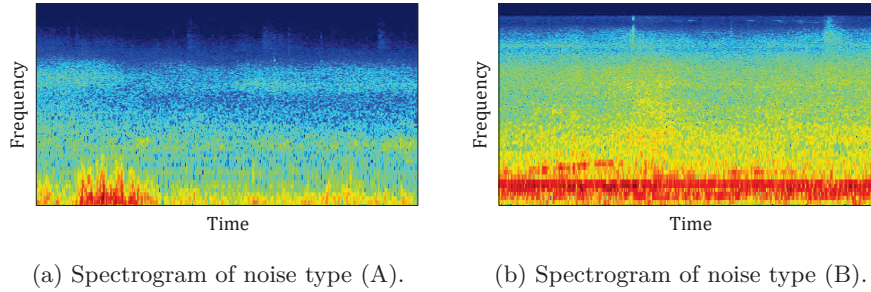 Frequency
Time
(a) Spectrogram of noise type (A).
Frequency
Time
(b) Spectrogram of noise type (B).